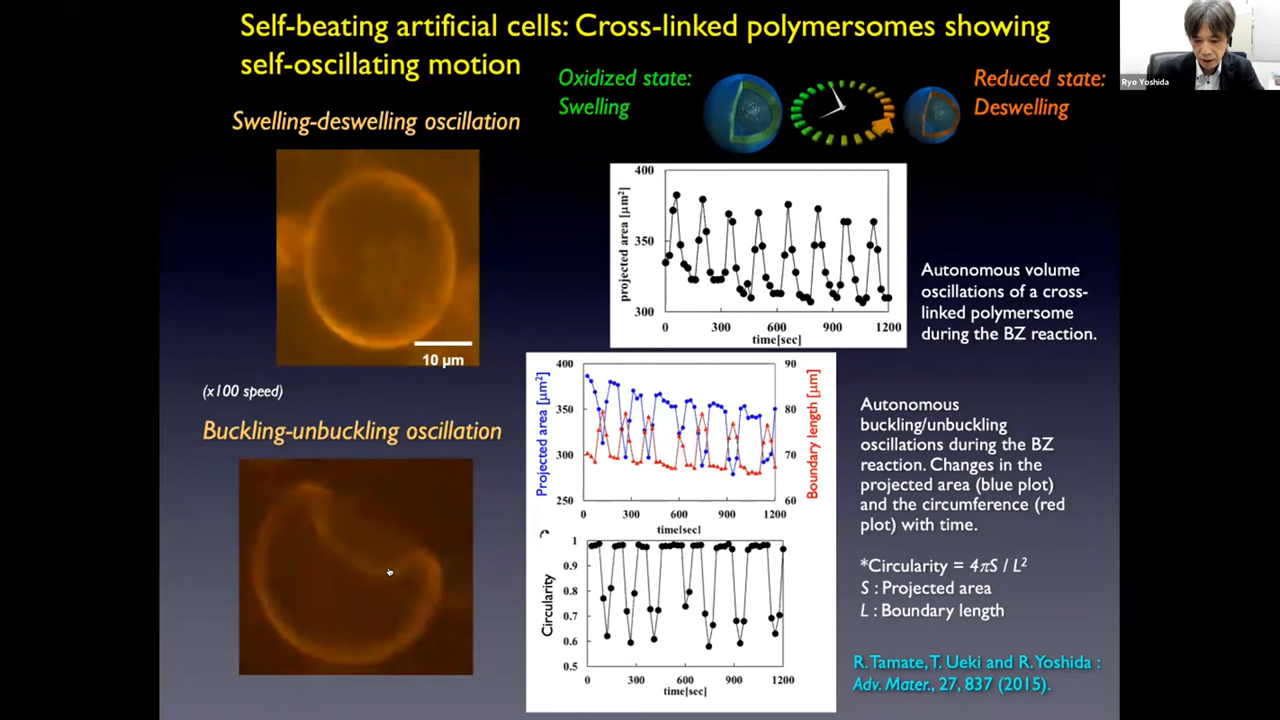 Self-beating artificial cells: Cross-linked polymersomes showing
self-oscillating motion
Ryo Yoshida
Oxidized state:
Swelling
Reduced state:
Deswelling
Swelling-deswelling oscillation
10 μm
(x100 speed)
400
350
300
projected area [μm²]
0 300 600 900 1200
time[sec]
Autonomous volume
oscillations of a cross-
linked polymersome
during the BZ reaction.
Buckling-unbuckling oscillation
400
350
300
250
Projected area [μm²]
90
80
70
60
Boundary length [μm]
0 300 600 900 1200
time[sec]
1
0.9
0.8
0.7
0.6
0.5
Circularity
0 300 600 900 1200
time[sec]
Autonomous
buckling/unbuckling
oscillations during the BZ
reaction. Changes in the
projected area (blue plot)
and the circumference (red
plot) with time.
*Circularity = 4πS / L²
S : Projected area
L : Boundary length
R. Tamate, T. Ueki and R. Yoshida :
Adv. Mater., 27, 837 (2015).